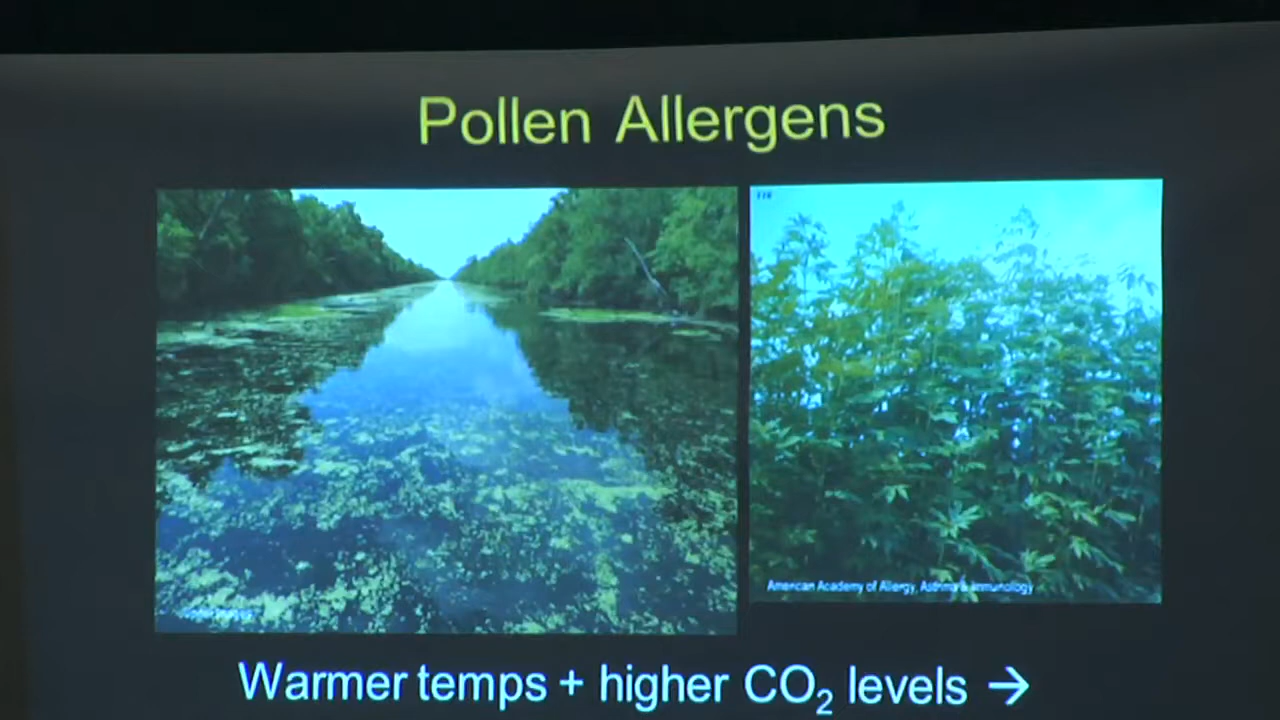 Pollen Allergens
American Academy of Allergy, Asthma & Immunology
Warmer temps + higher CO₂ levels →